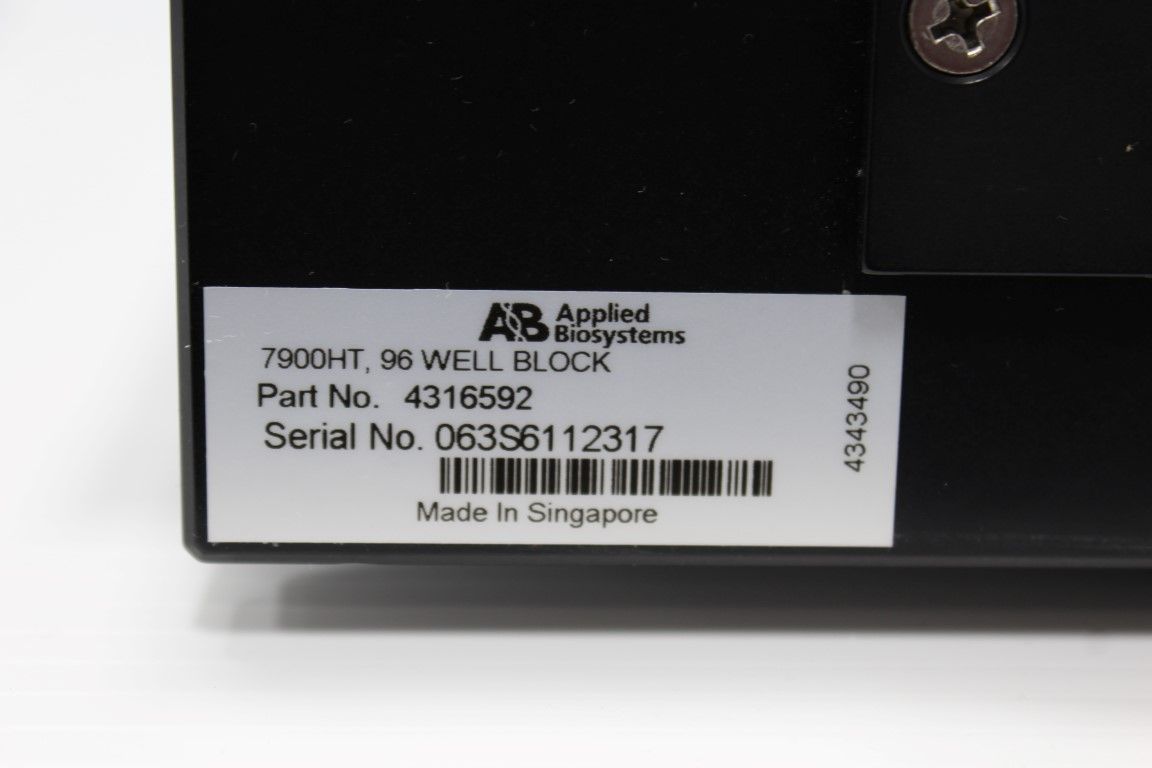 AB Applied
Biosystems
7900HT, 96 WELL BLOCK
Part No. 4316592
Serial No. 063S6112317
Made In Singapore
4343490